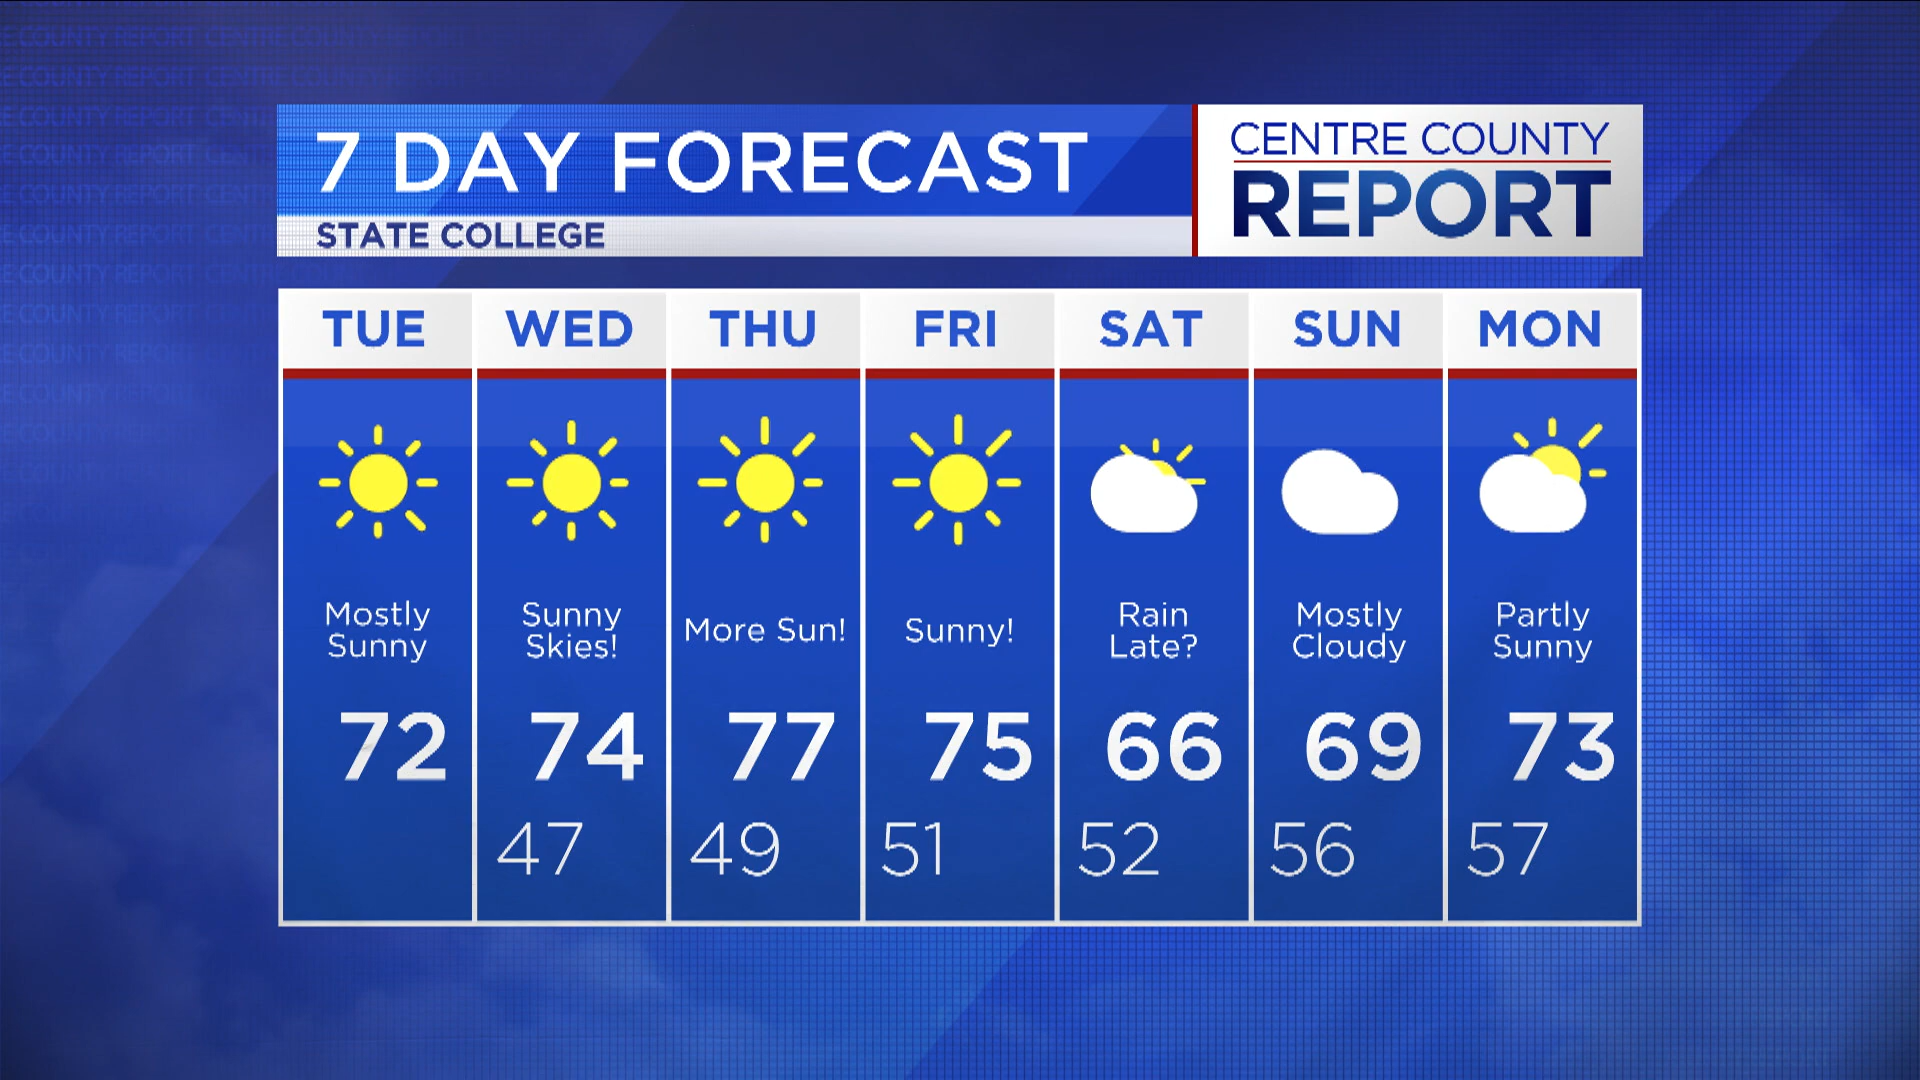 7 DAY FORECAST
STATE COLLEGE
CENTRE COUNTY
REPORT
TUE
WED
THU
FRI
SAT
SUN
MON
Mostly
Sunny
Sunny
Skies!
More Sun!
Sunny!
Rain
Late?
Mostly
Cloudy
Partly
Sunny
72
74
77
75
66
69
73
47
49
51
52
56
57